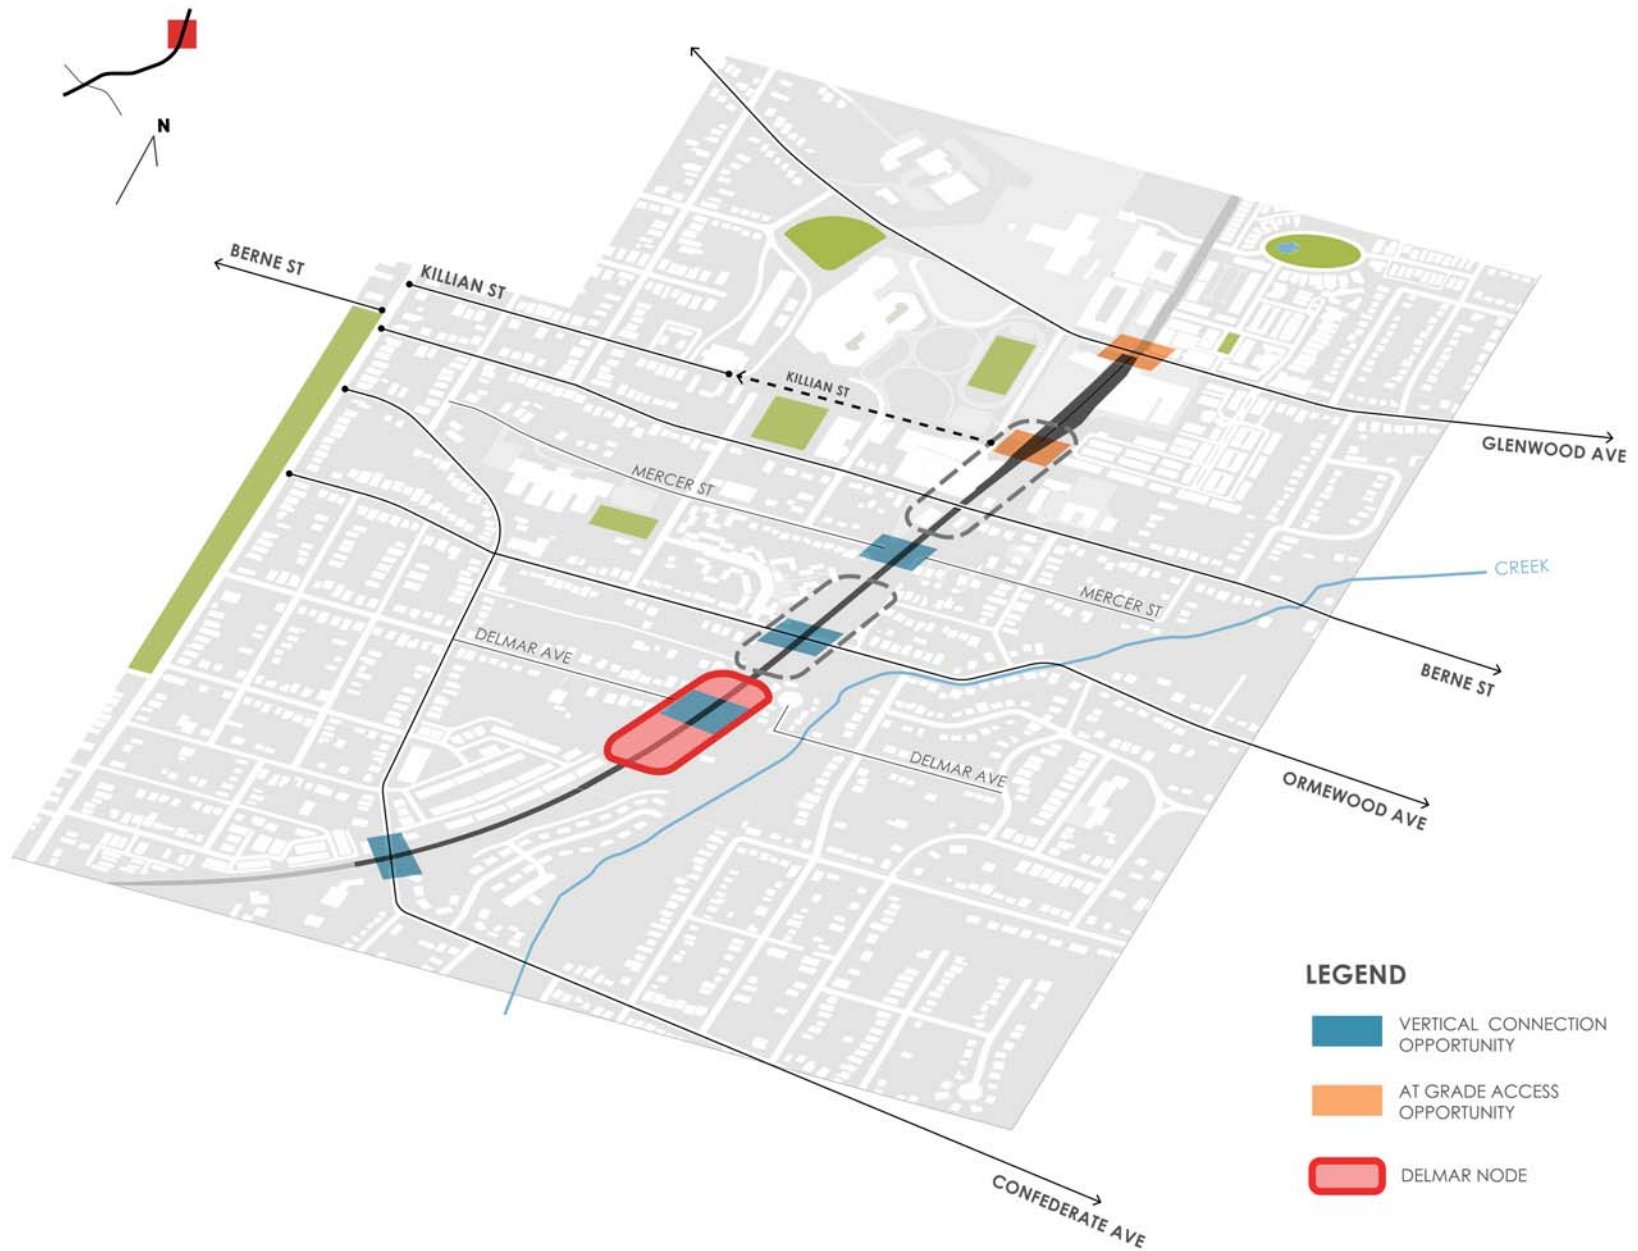 N
BERNE ST
KILLIAN ST
KILLIAN ST
GLENWOOD AVE
MERCER ST
CREEK
MERCER ST
DELMAR AVE
BERNE ST
DELMAR AVE
ORMEWOOD AVE
LEGEND
VERTICAL CONNECTION
OPPORTUNITY
AT GRADE ACCESS
OPPORTUNITY
DELMAR NODE
CONFEDERATE AVE